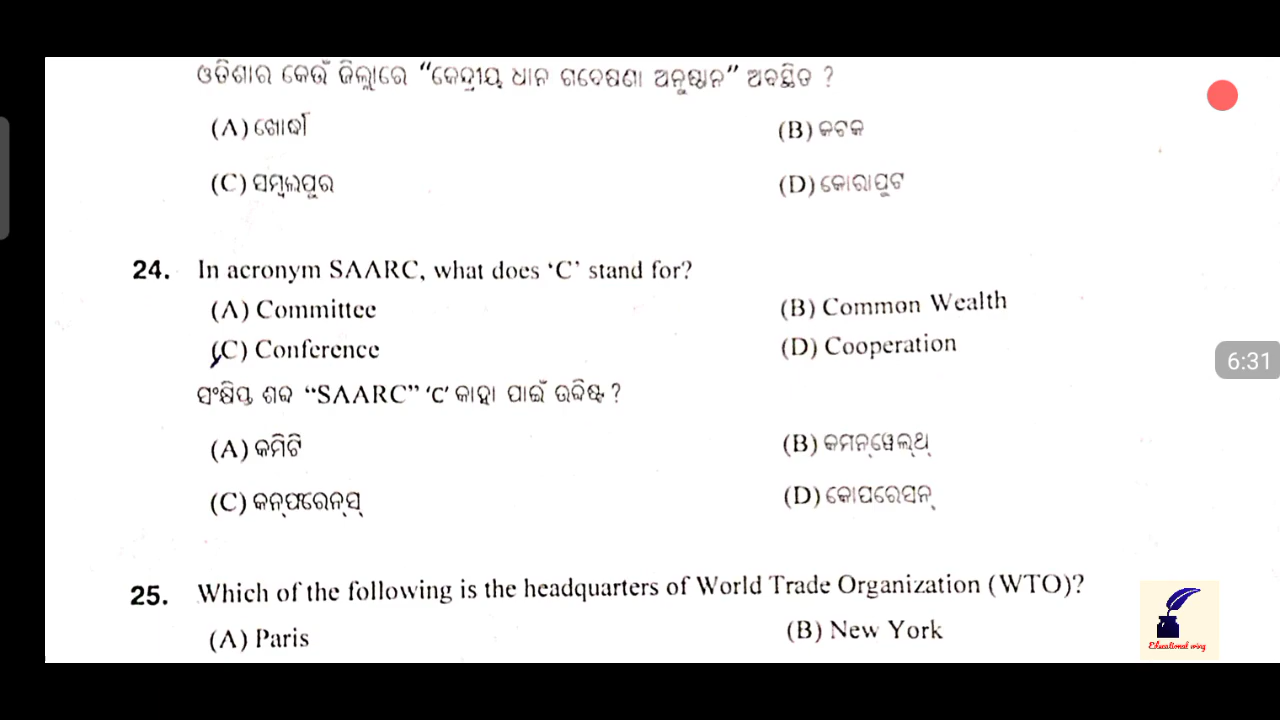 ଓଡିଶାର କେଉଁ ଜିଲ୍ଲାରେ “କେନ୍ଦ୍ରୀୟ ଧାନ ଗବେଷଣା ଅନୁଷ୍ଠାନ” ଅବସ୍ଥିତ ?
(A) ଖୋର୍ଦ୍ଧା
(B) କଟକ
(C) ସମ୍ବଲପୁର
(D) କୋରାପୁଟ
24. In acronym SAARC, what does ‘C’ stand for?
(A) Committee
(B) Common Wealth
(C) Conference
(D) Cooperation
ସଂକ୍ଷିପ୍ତ ଶବ୍ଦ “SAARC” ‘C’ କାହା ପାଇଁ ଉଦ୍ଦିଷ୍ଟ ?
(A) କମିଟି
(B) କମନ୍‌ୱେଲ୍‌ଥ୍
(C) କନ୍‌ଫରେନ୍‌ସ୍
(D) କୋପରେସନ୍
25. Which of the following is the headquarters of World Trade Organization (WTO)?
(A) Paris
(B) New York
6:31
Educational wing